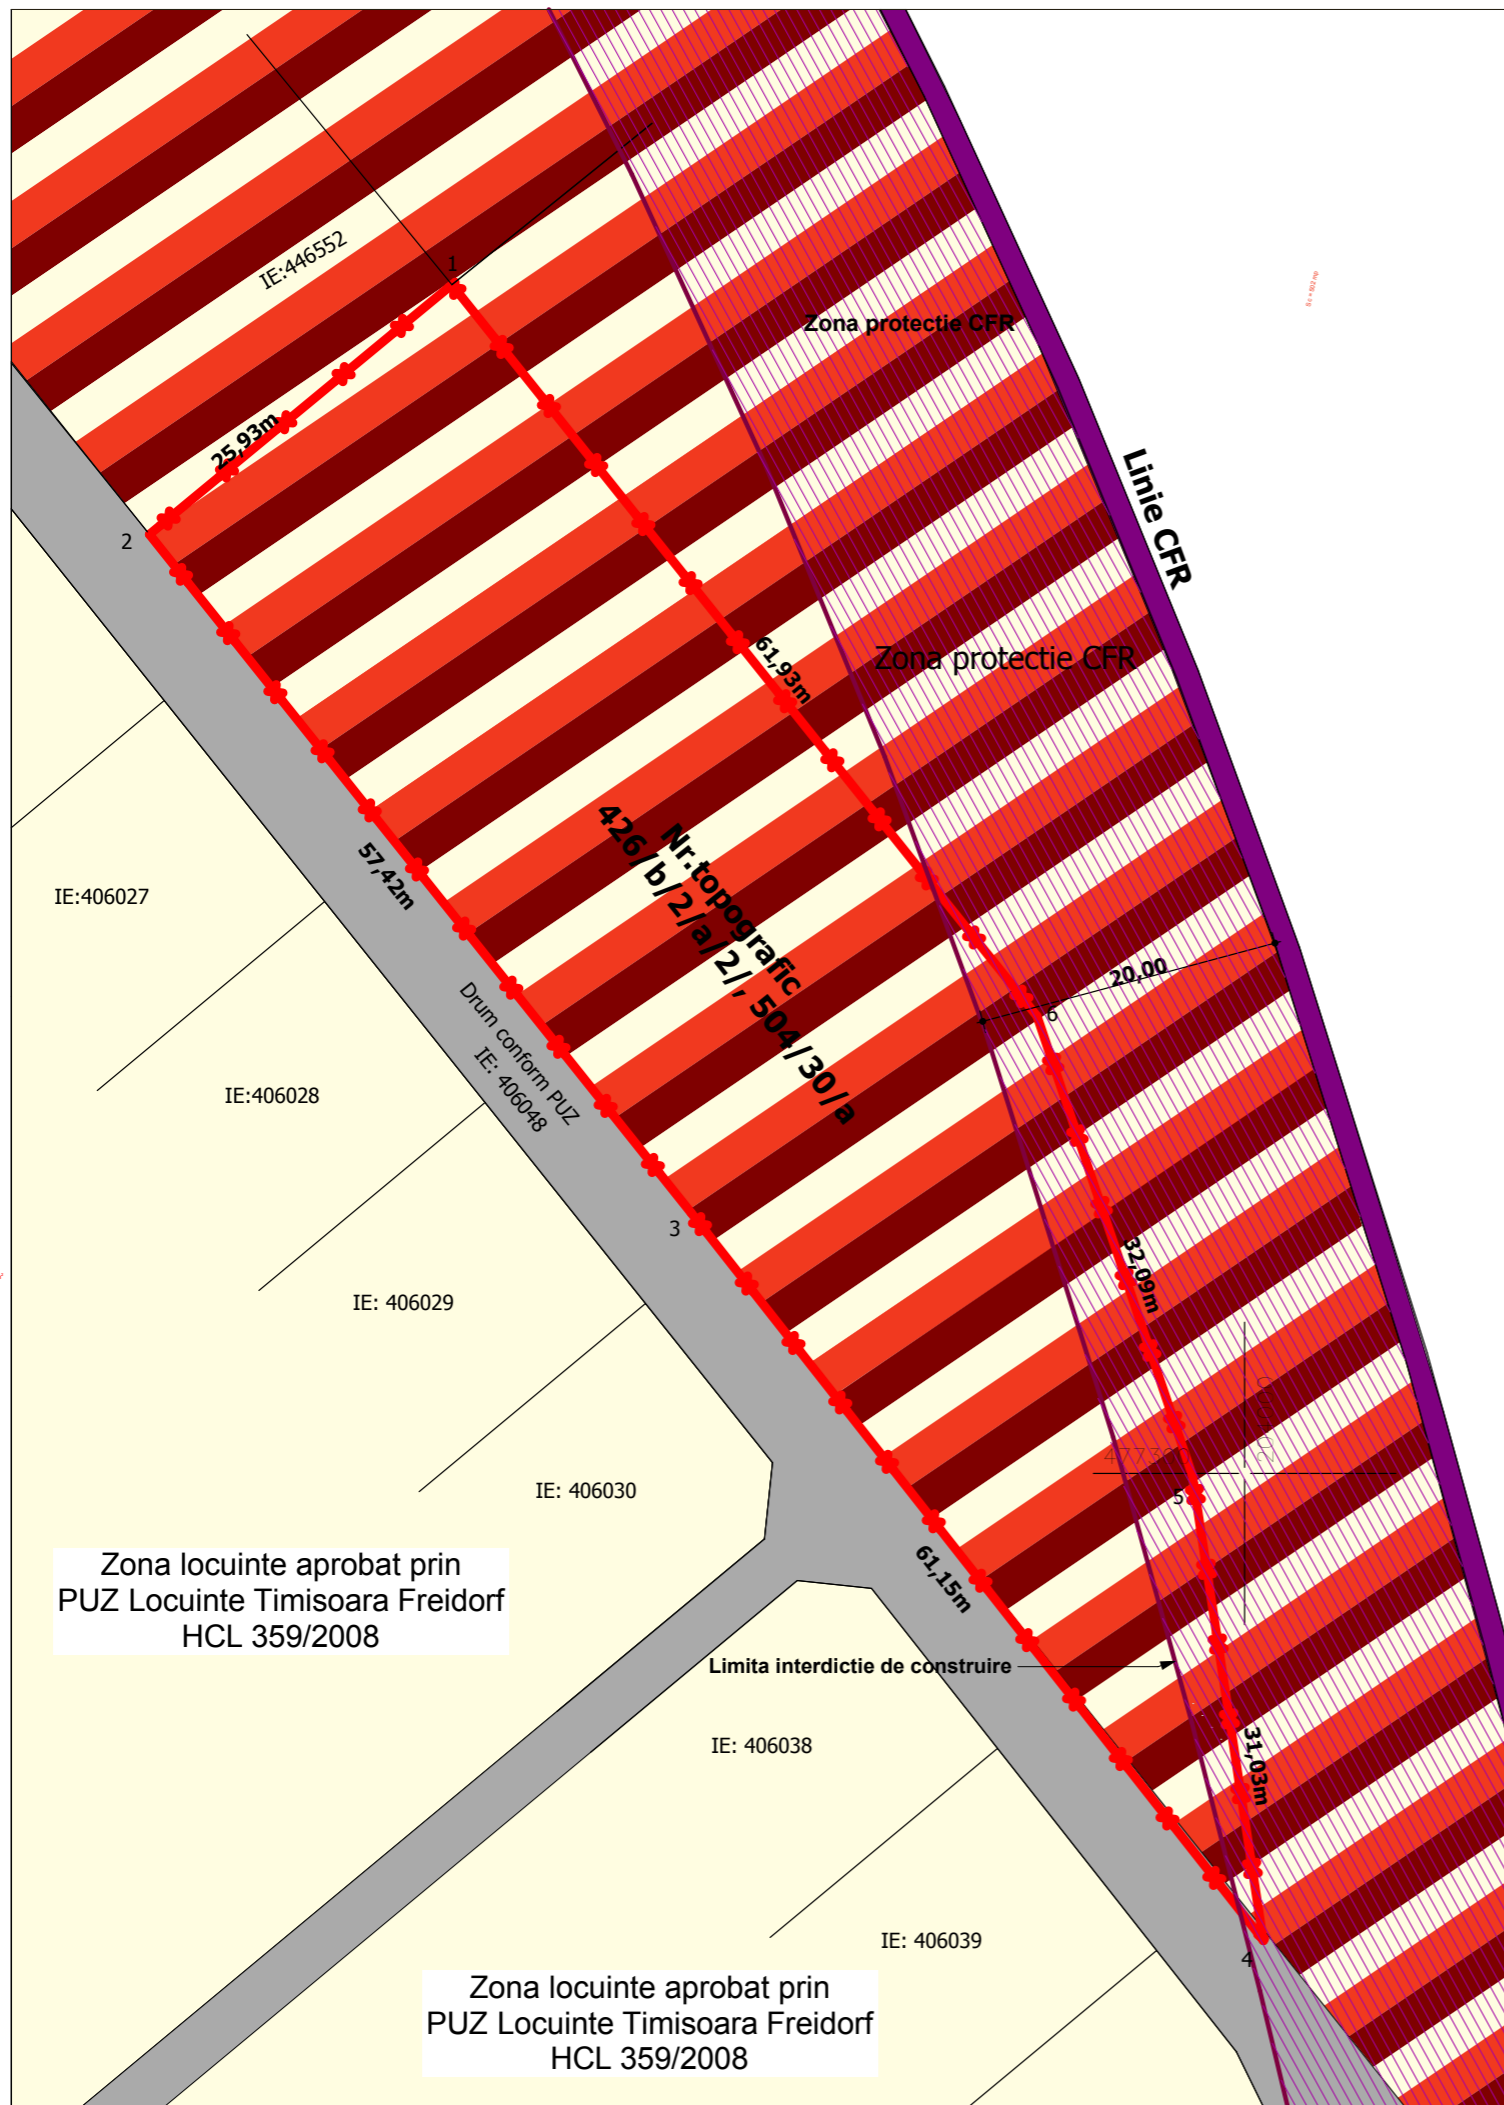 IE:446552
1
Zona protectie CFR
25,93m
2
Linie CFR
61,93m
Zona protectie CFR
Nr.topografic
426/b/2/a/2/, 504/30/a
57,42m
IE:406027
20,00
6
Drum conform PUZ
IE: 406048
IE:406028
3
32,09m
IE: 406029
477300
5
IE: 406030
Zona locuinte aprobat prin
PUZ Locuinte Timisoara Freidorf
HCL 359/2008
61,15m
Limita interdictie de construire
IE: 406038
31,03m
IE: 406039
4
Zona locuinte aprobat prin
PUZ Locuinte Timisoara Freidorf
HCL 359/2008